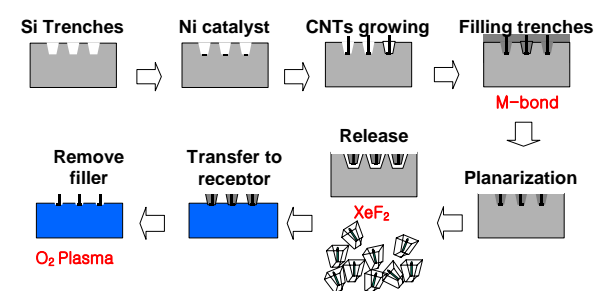 Si Trenches
Ni catalyst
CNTs growing
Filling trenches
M-bond
Planarization
Release
XeF₂
Transfer to
receptor
Remove
filler
O₂ Plasma